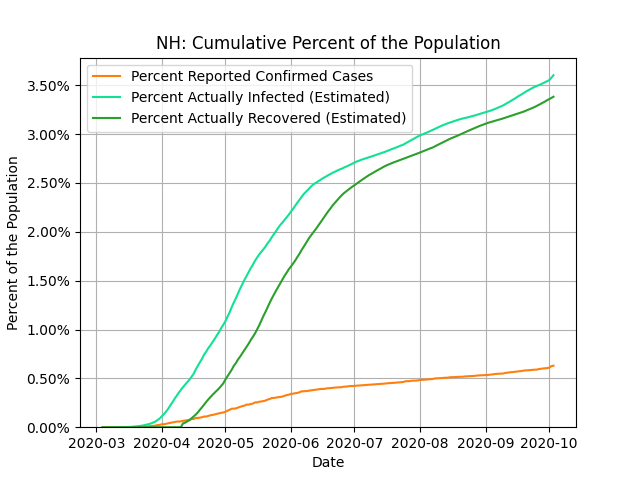 NH: Cumulative Percent of the Population
Percent Reported Confirmed Cases
Percent Actually Infected (Estimated)
Percent Actually Recovered (Estimated)
Percent of the Population
3.50%
3.00%
2.50%
2.00%
1.50%
1.00%
0.50%
0.00%
2020-03 2020-04 2020-05 2020-06 2020-07 2020-08 2020-09 2020-10
Date